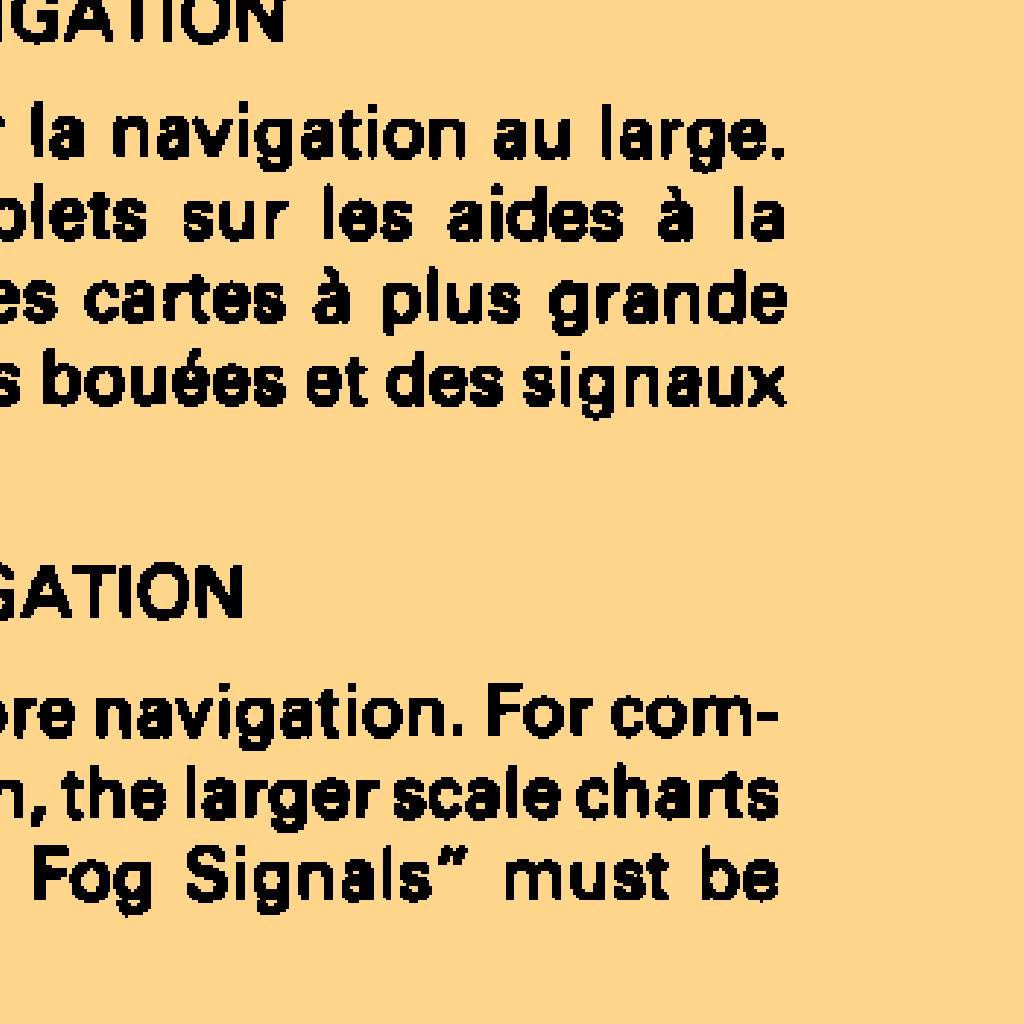 IGATION
la navigation au large.
plets sur les aides à la
es cartes à plus grande
s bouées et des signaux
GATION
ore navigation. For com-
n, the larger scale charts
Fog Signals” must be